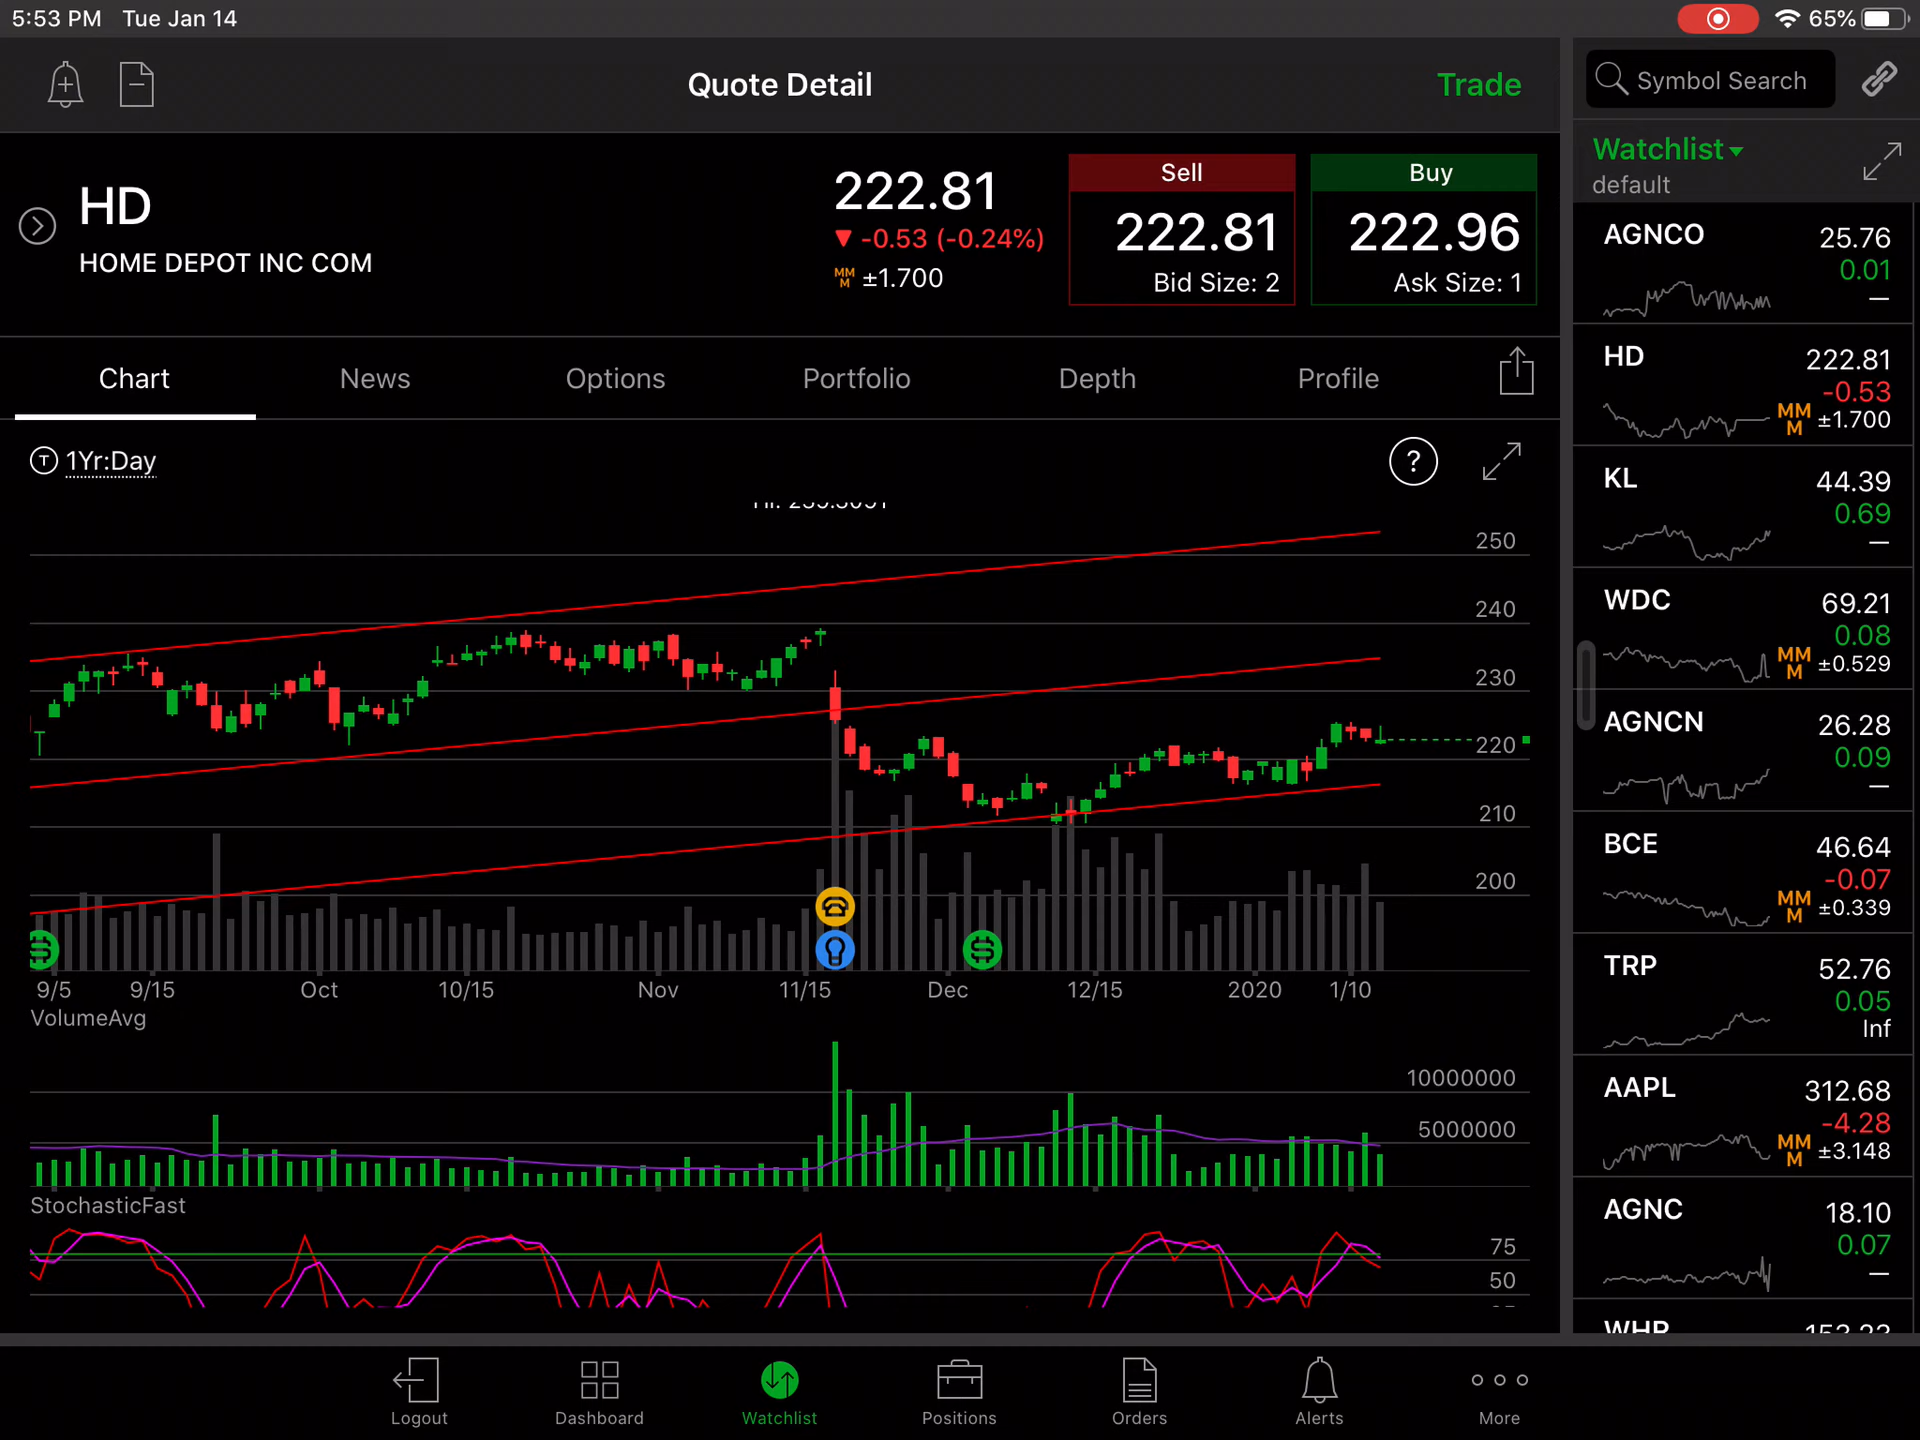 5:53 PM Tue Jan 14
65%
Quote Detail
Trade
Symbol Search
Watchlist
default
HD
HOME DEPOT INC COM
222.81
-0.53 (-0.24%)
MM
M
±1.700
Sell
222.81
Bid Size: 2
Buy
222.96
Ask Size: 1
Chart
News
Options
Portfolio
Depth
Profile
T 1Yr:Day
?
250
240
230
220
210
200
9/5
9/15
Oct
10/15
Nov
11/15
Dec
12/15
2020
1/10
VolumeAvg
10000000
5000000
StochasticFast
75
50
AGNCO
25.76
0.01
—
HD
222.81
-0.53
MM
M
±1.700
KL
44.39
0.69
—
WDC
69.21
0.08
MM
M
±0.529
AGNCN
26.28
0.09
—
BCE
46.64
-0.07
MM
M
±0.339
TRP
52.76
0.05
Inf
AAPL
312.68
-4.28
MM
M
±3.148
AGNC
18.10
0.07
—
Logout
Dashboard
Watchlist
Positions
Orders
Alerts
More